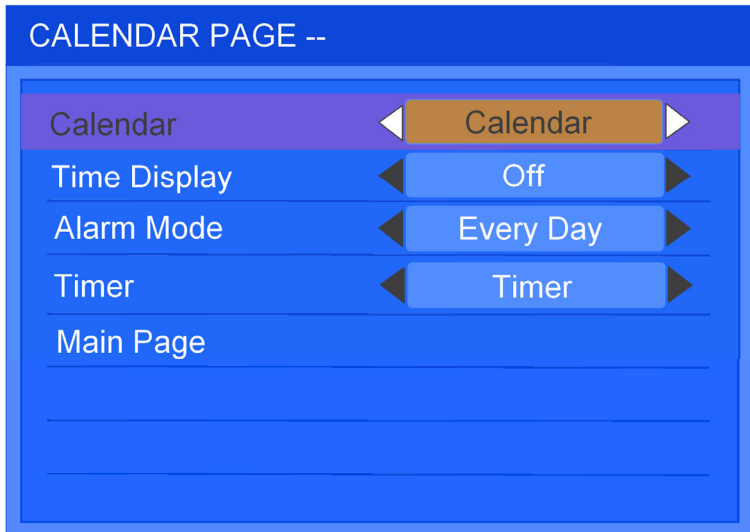 CALENDAR PAGE --
Calendar Calendar
Time Display Off
Alarm Mode Every Day
Timer Timer
Main Page